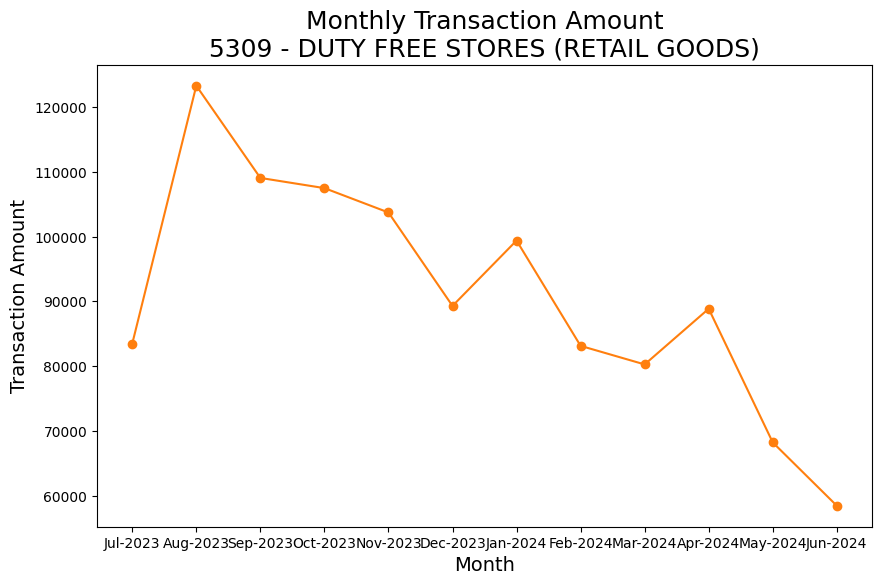 Monthly Transaction Amount
5309 - DUTY FREE STORES (RETAIL GOODS)
Transaction Amount
120000
110000
100000
90000
80000
70000
60000
Jul-2023 Aug-2023 Sep-2023 Oct-2023 Nov-2023 Dec-2023 Jan-2024 Feb-2024 Mar-2024 Apr-2024 May-2024 Jun-2024
Month